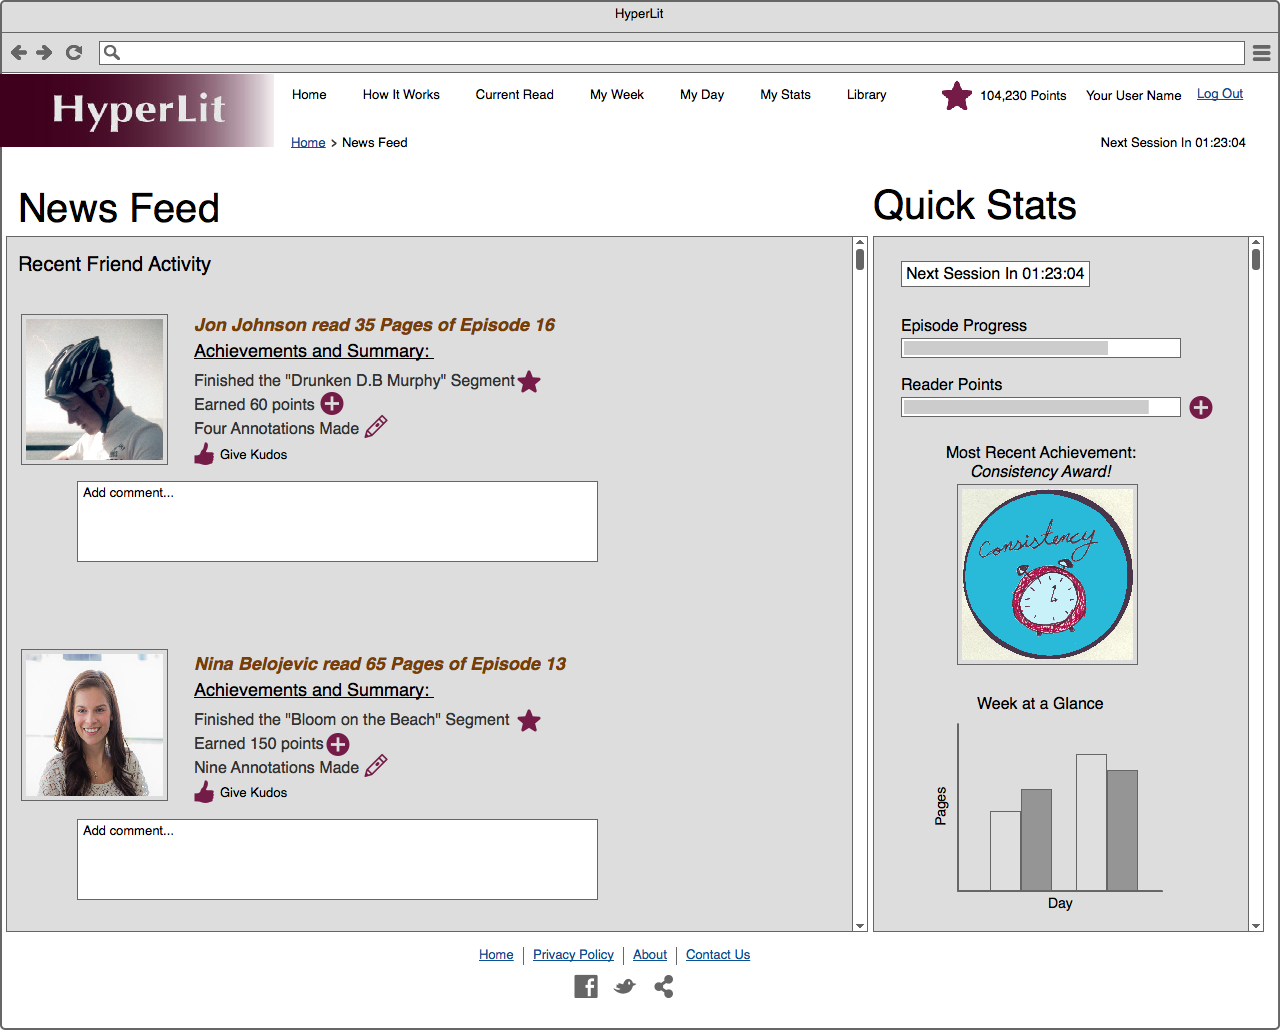 HyperLit
HyperLit
Home How It Works Current Read My Week My Day My Stats Library 104,230 Points Your User Name Log Out
Home > News Feed Next Session In 01:23:04
News Feed
Recent Friend Activity
Jon Johnson read 35 Pages of Episode 16
Achievements and Summary:
Finished the "Drunken D.B Murphy" Segment
Earned 60 points
Four Annotations Made
Give Kudos
Add comment...
Nina Belojevic read 65 Pages of Episode 13
Achievements and Summary:
Finished the "Bloom on the Beach" Segment
Earned 150 points
Nine Annotations Made
Give Kudos
Add comment...
Quick Stats
Next Session In 01:23:04
Episode Progress
Reader Points
Most Recent Achievement:
Consistency Award!
Consistency
Week at a Glance
Pages
Day
Home Privacy Policy About Contact Us